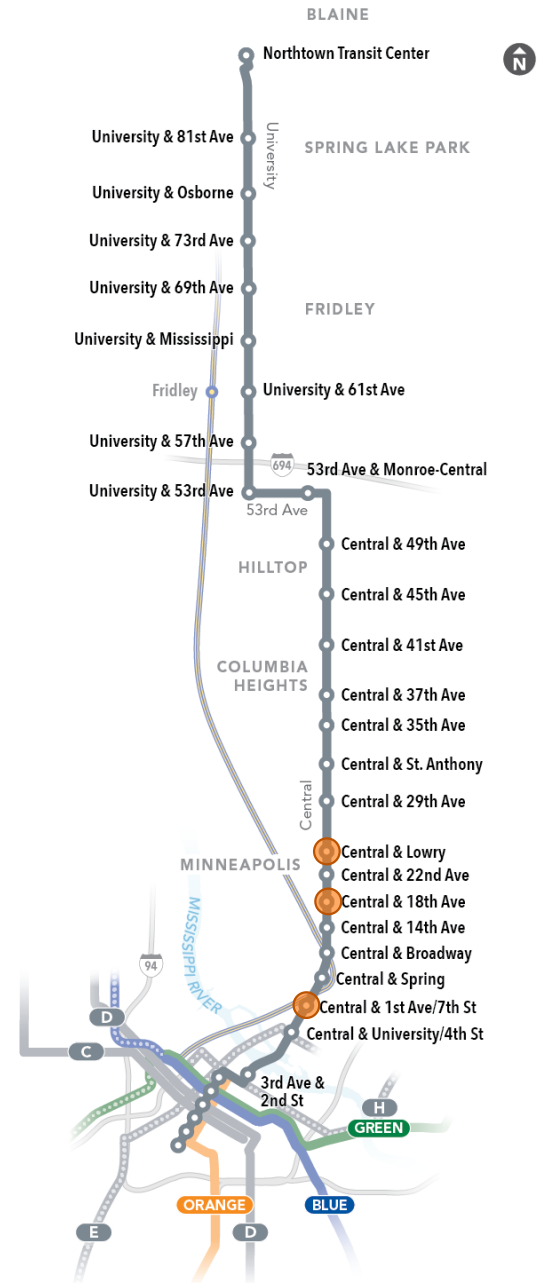 BLAINE
Northtown Transit Center
N
University & 81st Ave
University
SPRING LAKE PARK
University & Osborne
University & 73rd Ave
University & 69th Ave
FRIDLEY
University & Mississippi
Fridley
University & 61st Ave
University & 57th Ave
694
53rd Ave & Monroe-Central
University & 53rd Ave
53rd Ave
Central & 49th Ave
HILLTOP
Central & 45th Ave
Central & 41st Ave
COLUMBIA
HEIGHTS
Central & 37th Ave
Central & 35th Ave
Central & St. Anthony
Central
Central & 29th Ave
Central & Lowry
MINNEAPOLIS
Central & 22nd Ave
Central & 18th Ave
Central & 14th Ave
MISSISSIPPI RIVER
Central & Broadway
94
Central & Spring
Central & 1st Ave/7th St
D
Central & University/4th St
C
3rd Ave &
2nd St
H
GREEN
ORANGE
BLUE
E
D